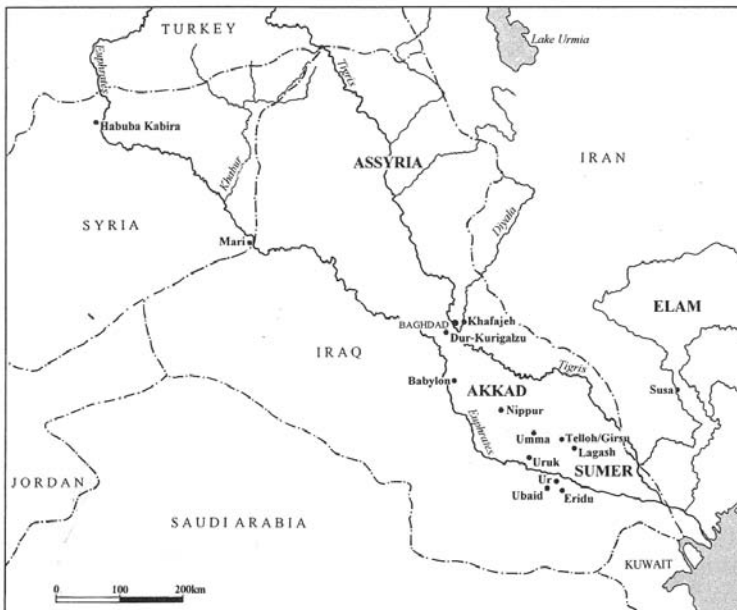 TURKEY
Lake Urmia
Euphrates
Tigris
Habuba Kabira
ASSYRIA
IRAN
Khabur
Diyala
SYRIA
Mari
ELAM
BAGHDAD
Khafajeh
Dur-Kurigalzu
IRAQ
Tigris
Babylon
AKKAD
Susa
Nippur
Euphrates
Umma
Telloh/Girsu
Lagash
Uruk
SUMER
JORDAN
Ur
Ubaid
Eridu
SAUDI ARABIA
KUWAIT
0 100 200km